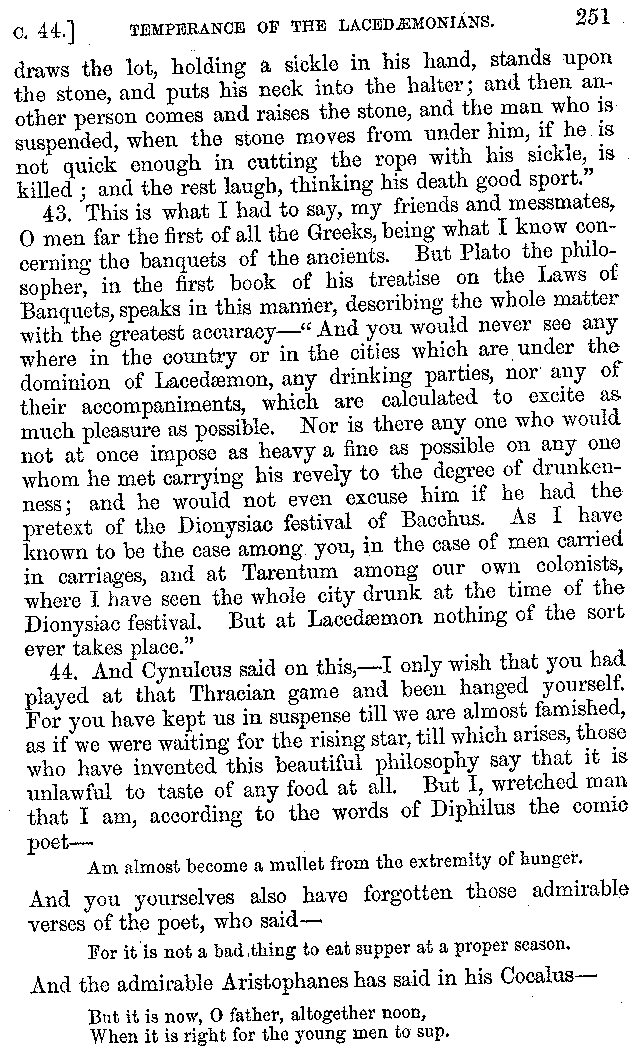 C. 44.] TEMPERANCE OF THE LACEDÆMONIANS. 251
draws the lot, holding a sickle in his hand, stands upon
the stone, and puts his neck into the halter; and then an-
other person comes and raises the stone, and the man who is
suspended, when the stone moves from under him, if he is
not quick enough in cutting the rope with his sickle, is
killed; and the rest laugh, thinking his death good sport."
43. This is what I had to say, my friends and messmates,
O men far the first of all the Greeks, being what I know con-
cerning the banquets of the ancients. But Plato the philo-
sopher, in the first book of his treatise on the Laws of
Banquets, speaks in this manner, describing the whole matter
with the greatest accuracy—" And you would never see any
where in the country or in the cities which are under the
dominion of Lacedæmon, any drinking parties, nor any of
their accompaniments, which are calculated to excite as
much pleasure as possible. Nor is there any one who would
not at once impose as heavy a fine as possible on any one
whom he met carrying his revely to the degree of drunken-
ness; and he would not even excuse him if he had the
pretext of the Dionysiac festival of Bacchus. As I have
known to be the case among you, in the case of men carried
in carriages, and at Tarentum among our own colonists,
where I have seen the whole city drunk at the time of the
Dionysiac festival. But at Lacedæmon nothing of the sort
ever takes place."
44. And Cynulcus said on this,—I only wish that you had
played at that Thracian game and been hanged yourself.
For you have kept us in suspense till we are almost famished,
as if we were waiting for the rising star, till which arises, those
who have invented this beautiful philosophy say that it is
unlawful to taste of any food at all. But I, wretched man
that I am, according to the words of Diphilus the comic
poet—
Am almost become a mullet from the extremity of hunger.
And you yourselves also have forgotten those admirable
verses of the poet, who said—
For it is not a bad thing to eat supper at a proper season.
And the admirable Aristophanes has said in his Cocalus—
But it is now, O father, altogether noon,
When it is right for the young men to sup.